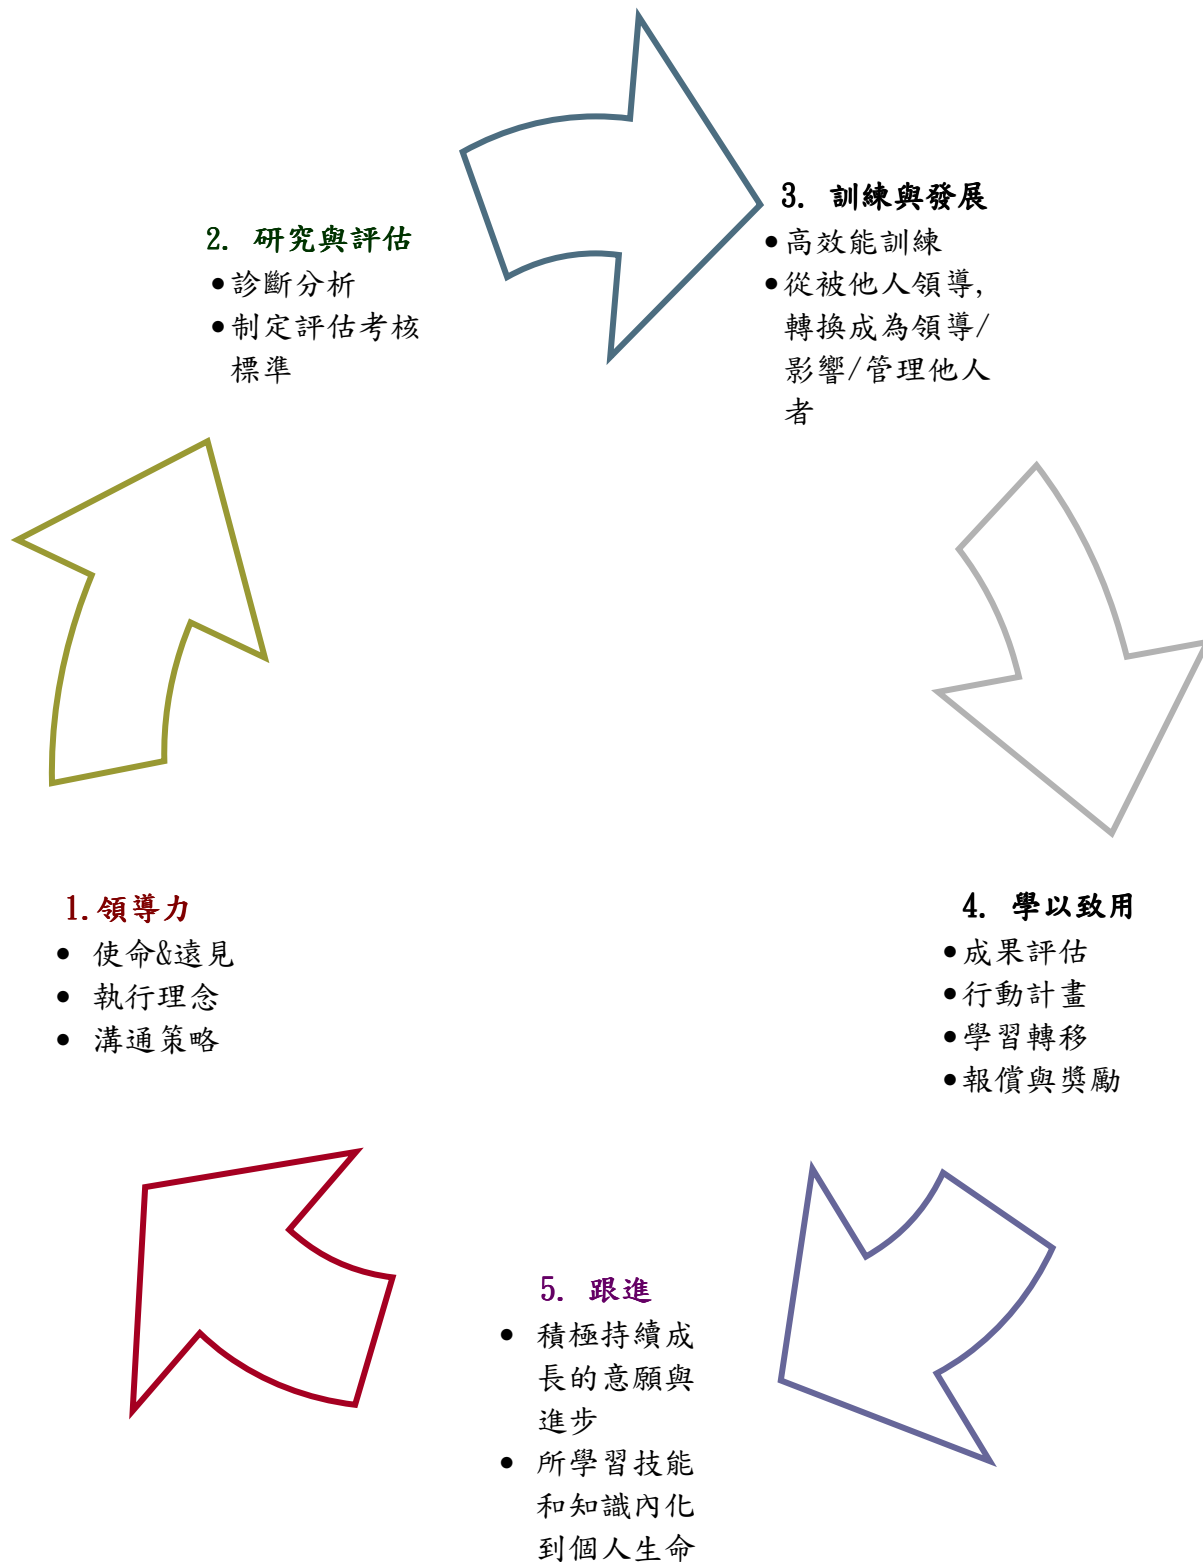 1.領導力
• 使命&遠見
• 執行理念
• 溝通策略
2. 研究與評估
•診斷分析
•制定評估考核
標準
3. 訓練與發展
•高效能訓練
•從被他人領導,
轉換成為領導/
影響/管理他人
者
4. 學以致用
•成果評估
•行動計畫
•學習轉移
•報償與獎勵
5. 跟進
• 積極持續成
長的意願與
進步
• 所學習技能
和知識內化
到個人生命